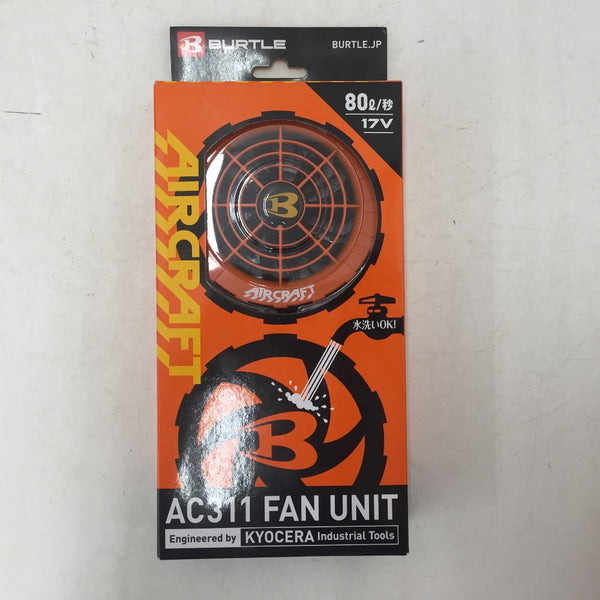 B BURTLE
BURTLE.JP
80ℓ/秒
17V
AIRCRAFT
B
AIRCRAFT
水洗いOK!
B
AC311 FAN UNIT
Engineered by KYOCERA Industrial Tools